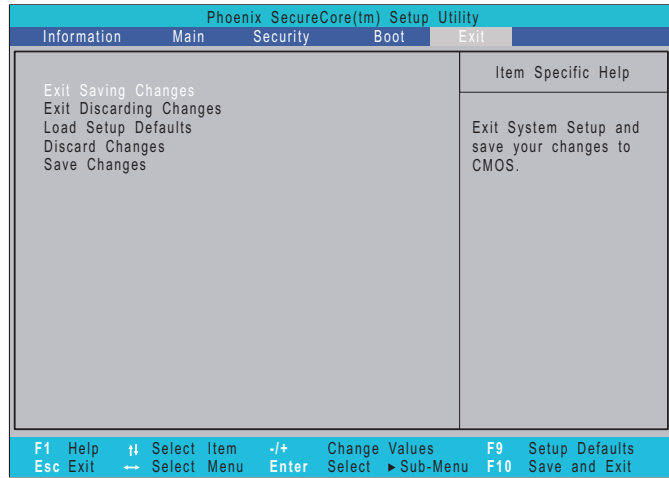 Phoenix SecureCore(tm) Setup Utility
Information Main Security Boot Exit
Exit Saving Changes
Exit Discarding Changes
Load Setup Defaults
Discard Changes
Save Changes
Item Specific Help
Exit System Setup and
save your changes to
CMOS.
F1 Help ↑↓ Select Item -/+ Change Values F9 Setup Defaults
Esc Exit ↔ Select Menu Enter Select ► Sub-Menu F10 Save and Exit